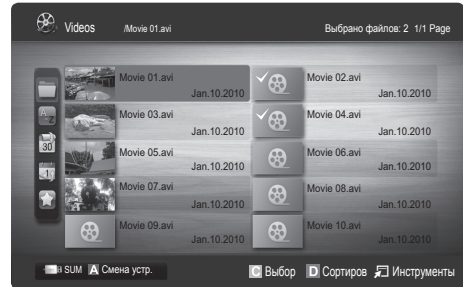 Videos /Movie 01.avi Выбрано файлов: 2 1/1 Page
Movie 01.avi Movie 02.avi
Jan.10.2010 Jan.10.2010
Movie 03.avi Movie 04.avi
Jan.10.2010 Jan.10.2010
30
Movie 05.avi Movie 06.avi
Jan.10.2010 Jan.10.2010
1
Movie 07.avi Movie 08.avi
Jan.10.2010 Jan.10.2010
Movie 09.avi Movie 10.avi
Jan.10.2010 Jan.10.2010
SUM A Смена устр. C Выбор D Сортиров Инструменты